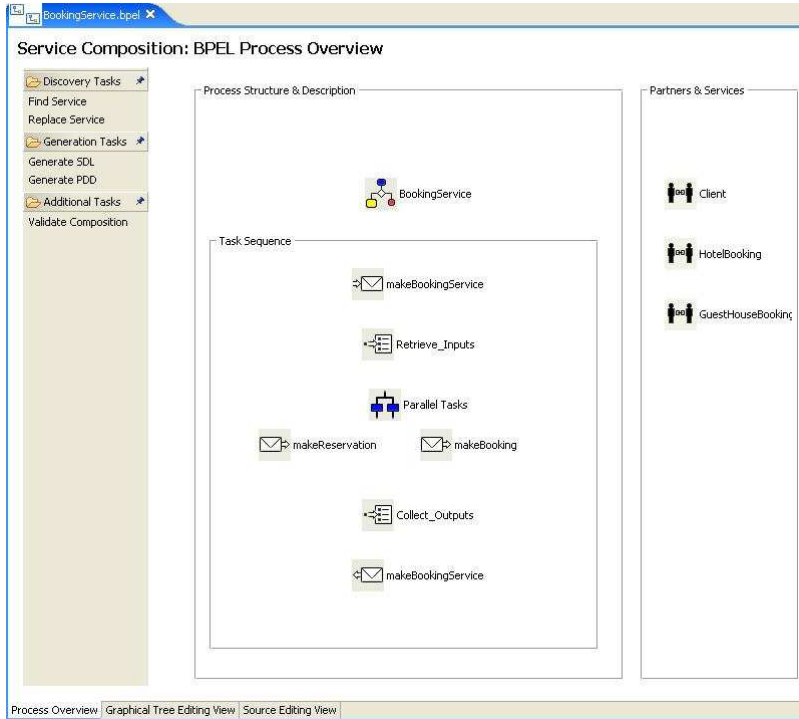 BookingService.bpel
Service Composition: BPEL Process Overview
Discovery Tasks
Find Service
Replace Service
Generation Tasks
Generate SDL
Generate PDD
Additional Tasks
Validate Composition
Process Structure & Description
BookingService
Task Sequence
makeBookingService
Retrieve_Inputs
Parallel Tasks
makeReservation makeBooking
Collect_Outputs
makeBookingService
Partners & Services
Client
HotelBooking
GuestHouseBooking
Process Overview Graphical Tree Editing View Source Editing View